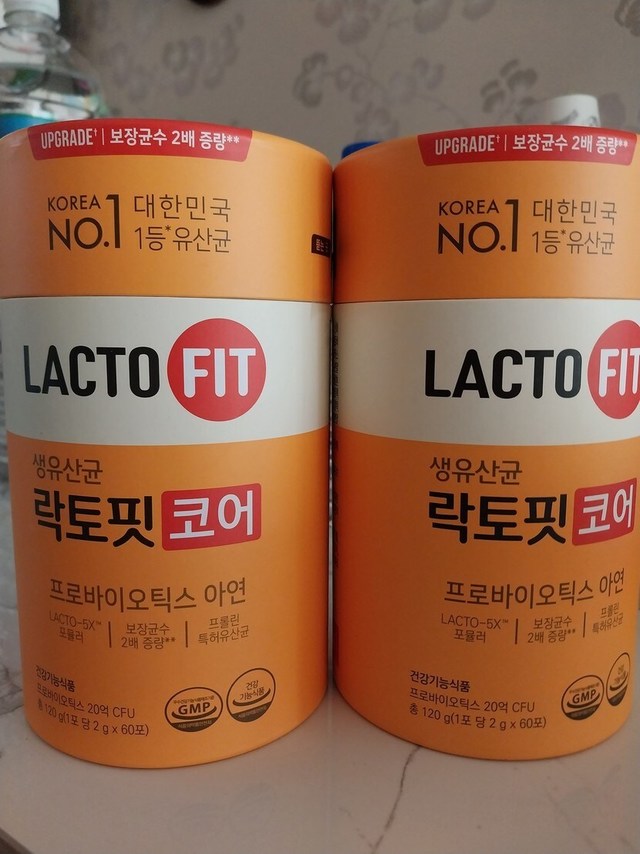 UPGRADE† | 보장균수 2배 증량**
KOREA
NO.1
대한민국
1등*유산균
LACTO FIT
생유산균
락토핏 코어
프로바이오틱스 아연
LACTO-5X™
포뮬러
보장균수
2배 증량**
프롤린
특허유산균
건강기능식품
프로바이오틱스 20억 CFU
총 120 g(1포 당 2 g x 60포)
GMP
건강
기능식품
UPGRADE† | 보장균수 2배 증량**
KOREA
NO.1
대한민국
1등*유산균
LACTO FIT
생유산균
락토핏 코어
프로바이오틱스 아연
LACTO-5X™
포뮬러
보장균수
2배 증량**
프롤린
특허유산균
건강기능식품
프로바이오틱스 20억 CFU
총 120 g(1포 당 2 g x 60포)
GMP